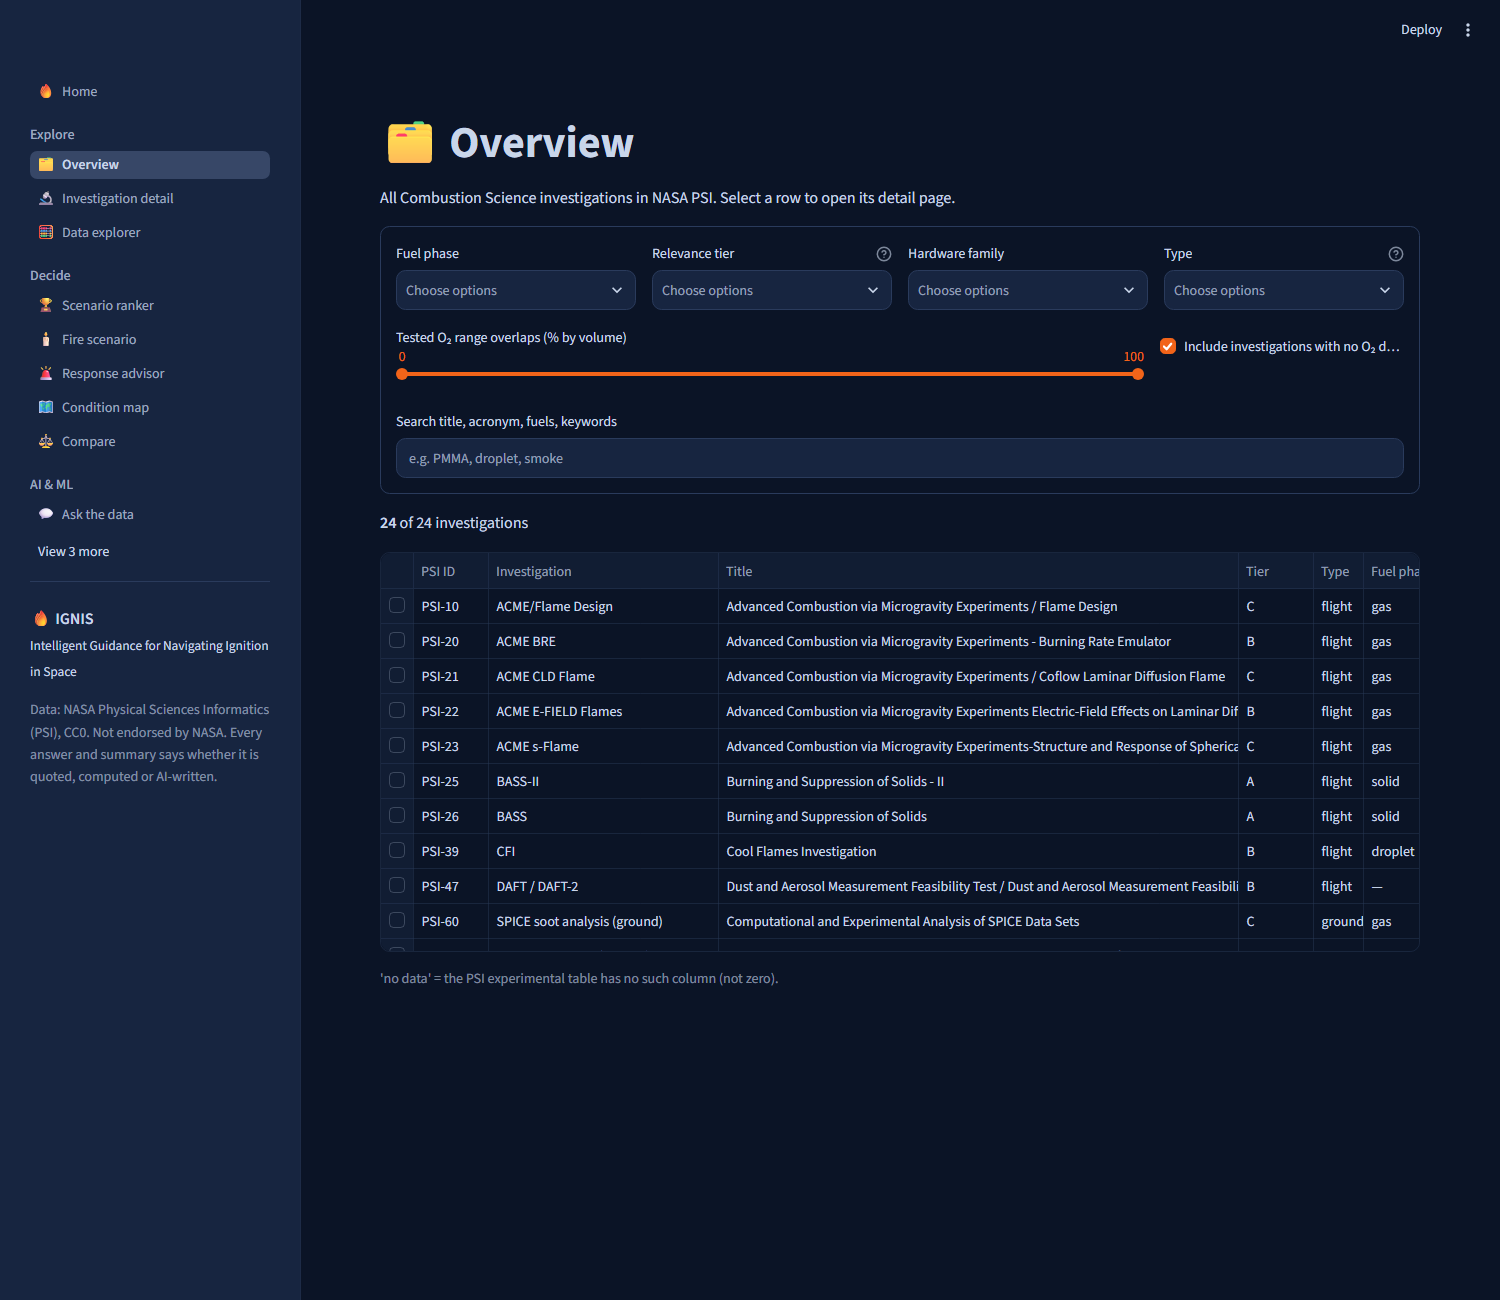 Deploy
Home
Explore
Overview
Investigation detail
Data explorer
Decide
Scenario ranker
Fire scenario
Response advisor
Condition map
Compare
AI & ML
Ask the data
View 3 more
IGNIS
Intelligent Guidance for Navigating Ignition
in Space
Data: NASA Physical Sciences Informatics
(PSI), CC0. Not endorsed by NASA. Every
answer and summary says whether it is
quoted, computed or AI-written.
Overview
All Combustion Science investigations in NASA PSI. Select a row to open its detail page.
Fuel phase Relevance tier Hardware family Type
Choose options Choose options Choose options Choose options
Tested O₂ range overlaps (% by volume)
0 100
Include investigations with no O₂ d…
Search title, acronym, fuels, keywords
e.g. PMMA, droplet, smoke
24 of 24 investigations
PSI ID Investigation Title Tier Type Fuel pha
PSI-10 ACME/Flame Design Advanced Combustion via Microgravity Experiments / Flame Design C flight gas
PSI-20 ACME BRE Advanced Combustion via Microgravity Experiments - Burning Rate Emulator B flight gas
PSI-21 ACME CLD Flame Advanced Combustion via Microgravity Experiments / Coflow Laminar Diffusion Flame C flight gas
PSI-22 ACME E-FIELD Flames Advanced Combustion via Microgravity Experiments Electric-Field Effects on Laminar Dif B flight gas
PSI-23 ACME s-Flame Advanced Combustion via Microgravity Experiments-Structure and Response of Spherica C flight gas
PSI-25 BASS-II Burning and Suppression of Solids - II A flight solid
PSI-26 BASS Burning and Suppression of Solids A flight solid
PSI-39 CFI Cool Flames Investigation B flight droplet
PSI-47 DAFT / DAFT-2 Dust and Aerosol Measurement Feasibility Test / Dust and Aerosol Measurement Feasibili B flight —
PSI-60 SPICE soot analysis (ground) Computational and Experimental Analysis of SPICE Data Sets C ground gas
'no data' = the PSI experimental table has no such column (not zero).